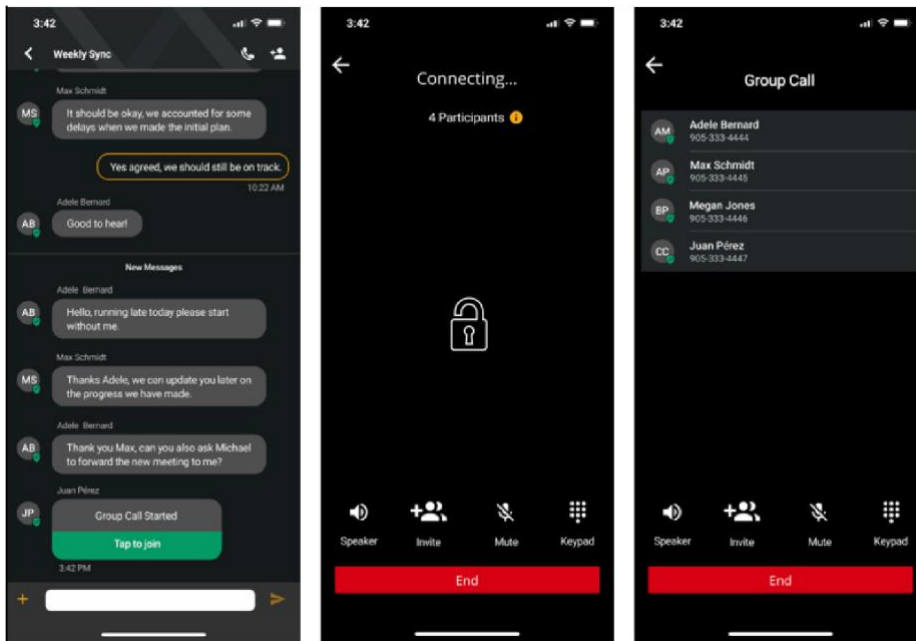 3:42
Weekly Sync
Max Schmidt
MS
It should be okay, we accounted for some
delays when we made the initial plan.
Yes agreed, we should still be on track.
10:22 AM
Adele Bernard
AB
Good to hear!
New Messages
Adele Bernard
AB
Hello, running late today please start
without me.
Max Schmidt
MS
Thanks Adele, we can update you later on
the progress we have made.
Adele Bernard
AB
Thank you Max, can you also ask Michael
to forward the new meeting to me?
Juan Pérez
JP
Group Call Started
Tap to join
3:42 PM
3:42
Connecting...
4 Participants
Speaker
Invite
Mute
Keypad
End
3:42
Group Call
AM
Adele Bernard
905-333-4444
AP
Max Schmidt
905-333-4445
BP
Megan Jones
905-333-4446
CC
Juan Pérez
905-333-4447
Speaker
Invite
Mute
Keypad
End